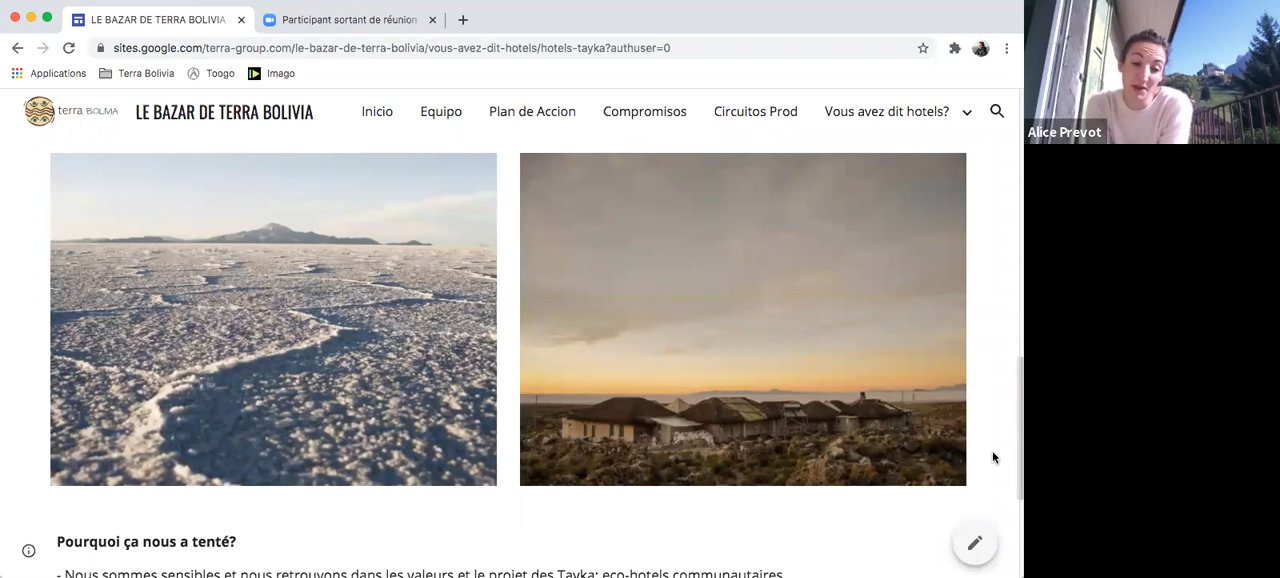 LE BAZAR DE TERRA BOLIVIA
Participant sortant de réunion
sites.google.com/terra-group.com/le-bazar-de-terra-bolivia/vous-avez-dit-hotels/hotels-tayka?authuser=0
Applications Terra Bolivia Toogo Imago
terra BOLIVIA LE BAZAR DE TERRA BOLIVIA Inicio Equipo Plan de Accion Compromisos Circuitos Prod Vous avez dit hotels?
Alice Prevot
Pourquoi ça nous a tenté?
- Nous sommes sensibles et nous retrouvons dans les valeurs et le projet des Tayka: eco-hotels communautaires